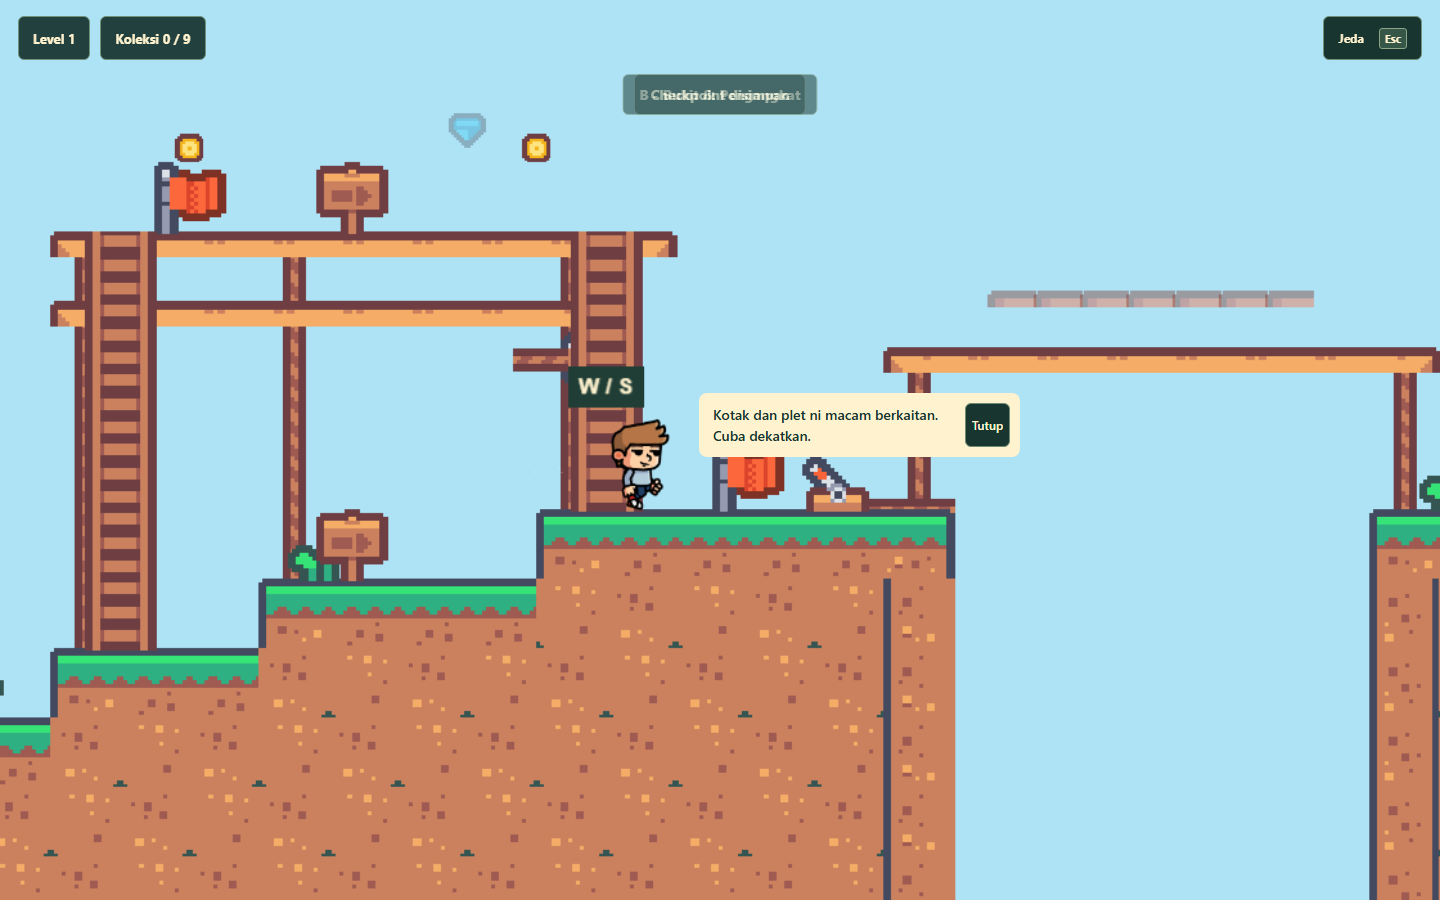 Level 1
Koleksi 0 / 9
Jeda
Esc
W / S
Kotak dan plet ni macam berkaitan.
Cuba dekatkan.
Tutup